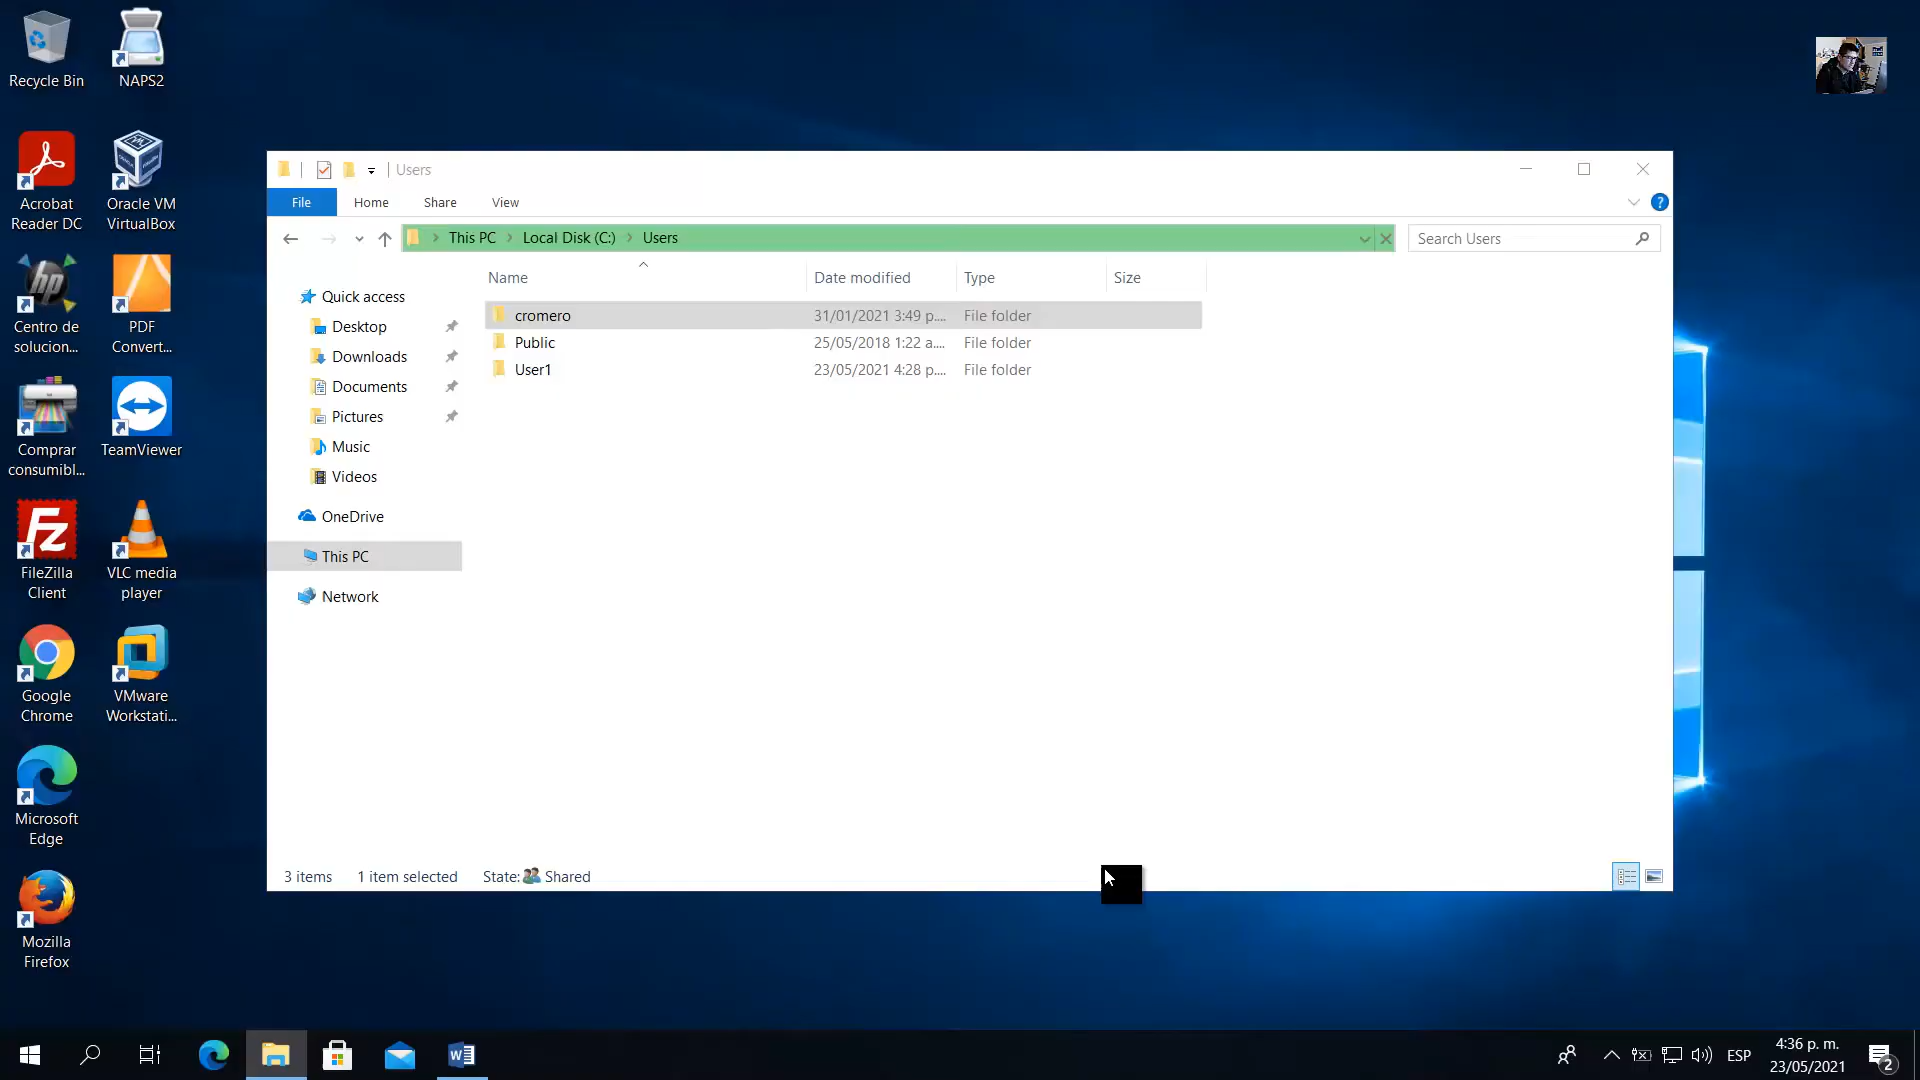 Recycle Bin
NAPS2
Acrobat
Reader DC
Oracle VM
VirtualBox
Centro de
solucion...
PDF
Convert...
Comprar
consumibl...
TeamViewer
FileZilla
Client
VLC media
player
Google
Chrome
VMware
Workstati...
Microsoft
Edge
Mozilla
Firefox
Users
File Home Share View
This PC Local Disk (C:) Users
Search Users
Name Date modified Type Size
cromero 31/01/2021 3:49 p.... File folder
Public 25/05/2018 1:22 a.... File folder
User1 23/05/2021 4:28 p.... File folder
Quick access
Desktop
Downloads
Documents
Pictures
Music
Videos
OneDrive
This PC
Network
3 items 1 item selected State: Shared
ESP
4:36 p. m.
23/05/2021
2